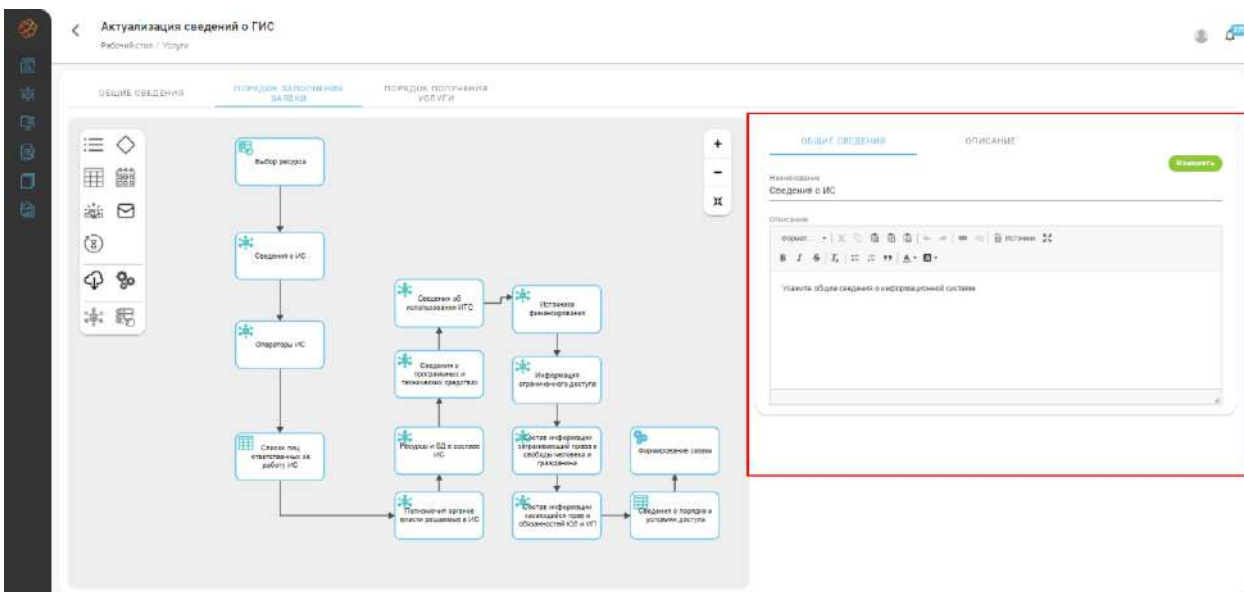 Актуализация сведений о ГИС
Рабочий стол / Услуги
ОБЩИЕ СВЕДЕНИЯ
ПОРЯДОК ЗАПОЛНЕНИЯ
ЗАЯВКИ
ПОРЯДОК ПОЛУЧЕНИЯ
УСЛУГИ
Выбор ресурса
Сведения о ИС
Операторы ИС
Список лиц
ответственных за
работу ИС
Сведения об
использовании ИТС
Сведения о
программных и
технических средствах
Ресурсы и БД в составе
ИС
Полномочия органов
власти решаемые в ИС
Источники
финансирования
Информация
ограниченного доступа
Состав информации
затрагивающей права и
свободы человека и
гражданина
Состав информации
касающейся прав и
обязанностей ЮЛ и ИП
Формирование заявки
Сведения о порядке и
условиях доступа
ОБЩИЕ СВЕДЕНИЯ
ОПИСАНИЕ
Изменить
Наименование
Сведения о ИС
Описание
Формат...
Источник
Укажите общие сведения о информационной системе